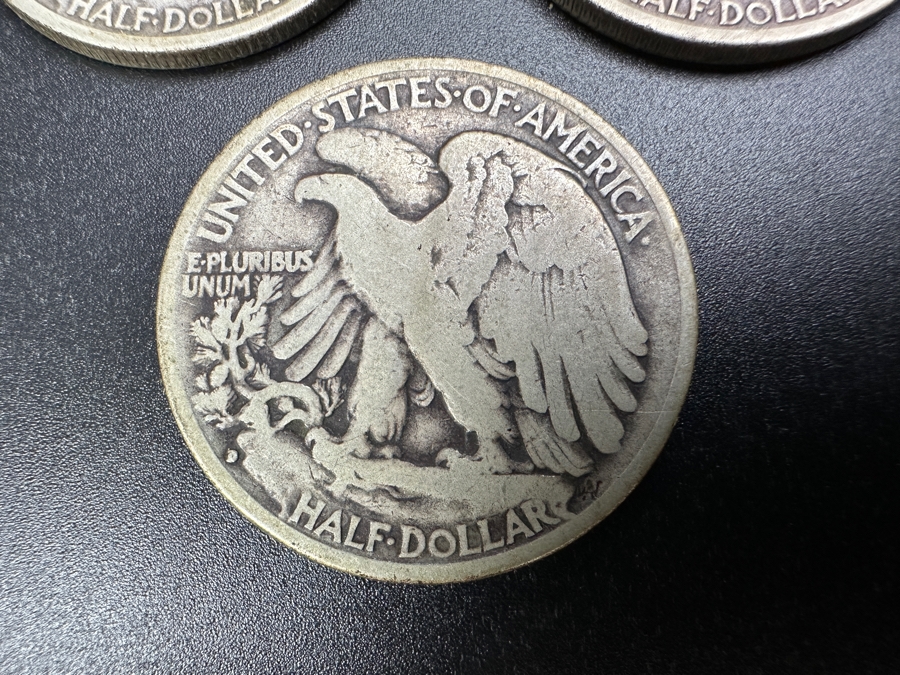 HALF·DOLLA
HALF·DOLLA
UNITED·STATES·OF·AMERICA·
E·PLURIBUS
UNUM
HALF·DOLLAR